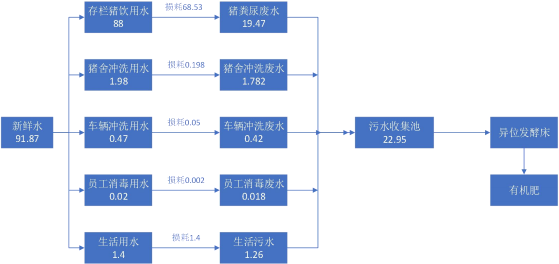 存栏猪饮用水
88
损耗68.53
猪粪尿废水
19.47
猪舍冲洗用水
1.98
损耗0.198
猪舍冲洗废水
1.782
新鲜水
91.87
车辆冲洗用水
0.47
损耗0.05
车辆冲洗废水
0.42
污水收集池
22.95
异位发酵床
员工消毒用水
0.02
损耗0.002
员工消毒废水
0.018
有机肥
生活用水
1.4
损耗1.4
生活污水
1.26